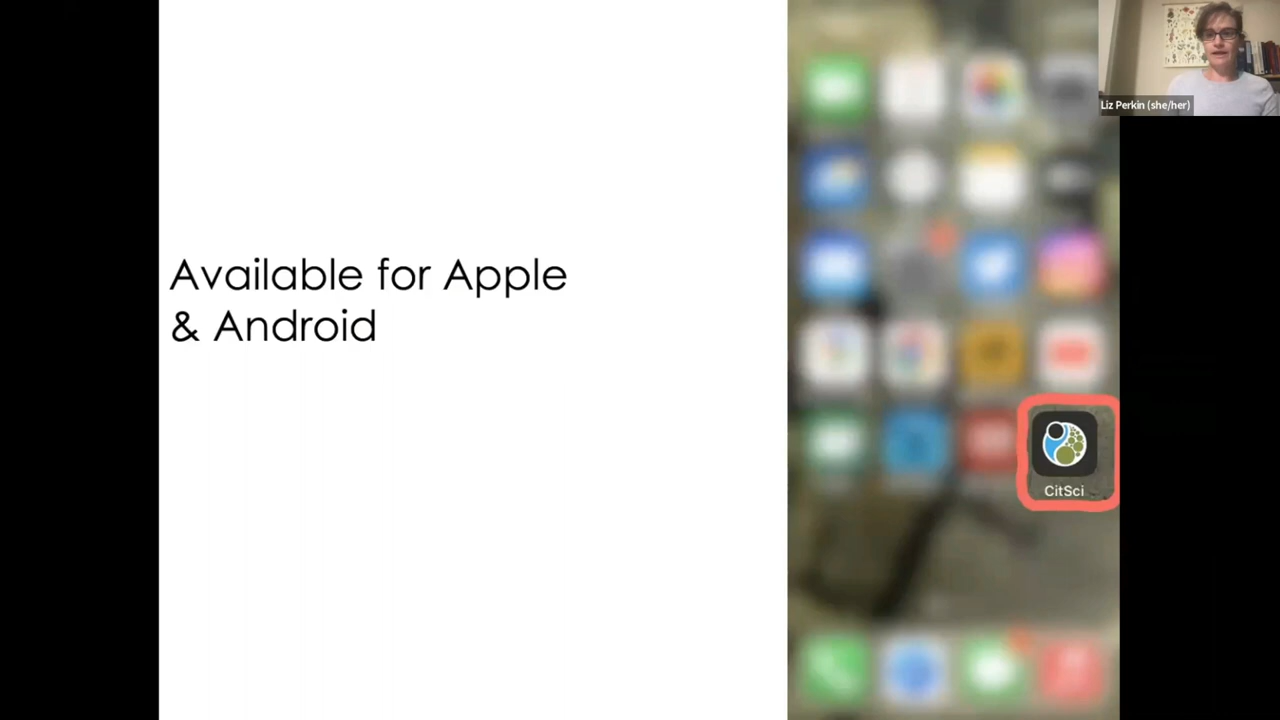 Available for Apple
& Android
Liz Perkin (she/her)
CitSci